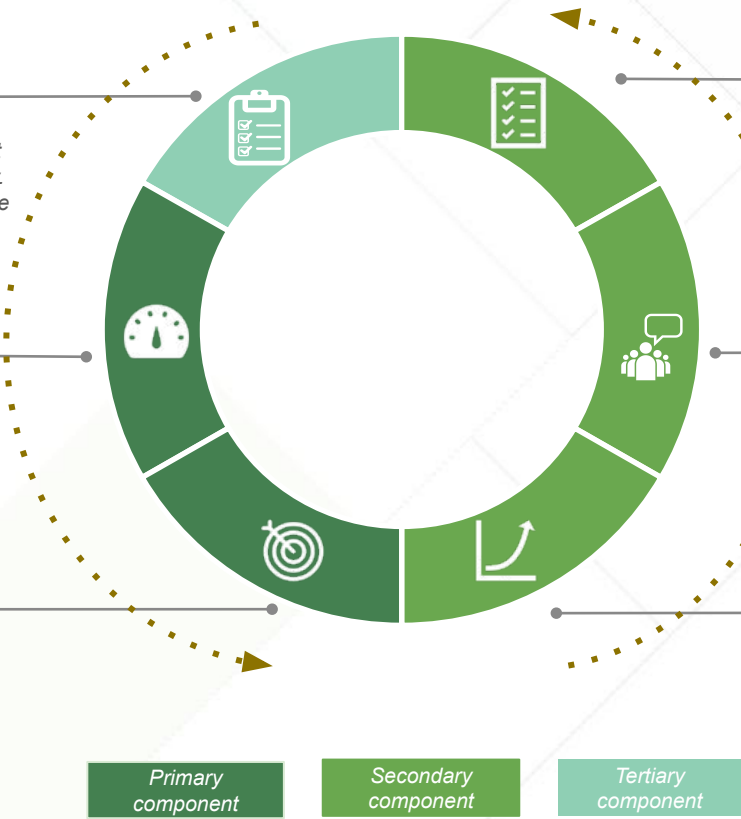 e
Primary
component
Secondary
component
Tertiary
component